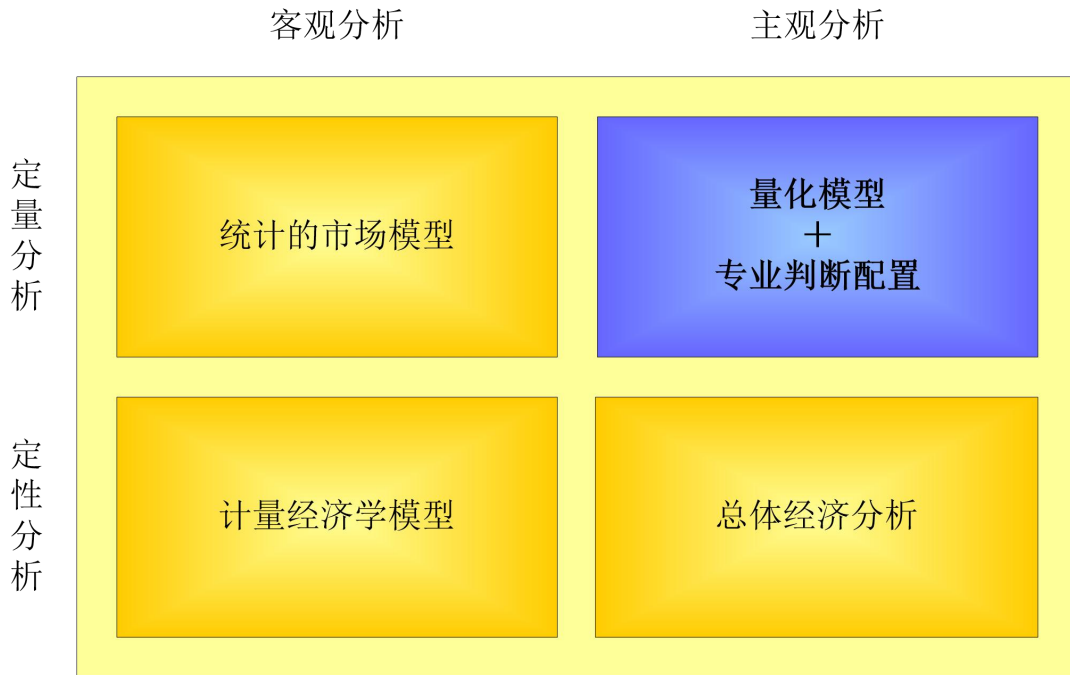 客观分析
主观分析
定量分析
统计的市场模型
量化模型
＋
专业判断配置
定性分析
计量经济学模型
总体经济分析